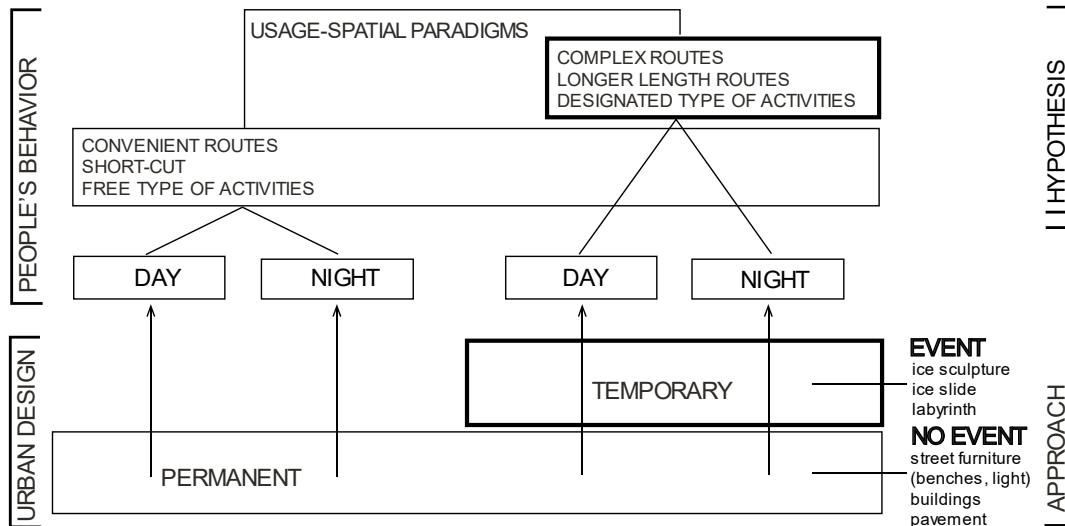 PEOPLE'S BEHAVIOR
USAGE-SPATIAL PARADIGMS
COMPLEX ROUTES
LONGER LENGTH ROUTES
DESIGNATED TYPE OF ACTIVITIES
HYPOTHESIS
CONVENIENT ROUTES
SHORT-CUT
FREE TYPE OF ACTIVITIES
DAY
NIGHT
DAY
NIGHT
URBAN DESIGN
TEMPORARY
EVENT
ice sculpture
ice slide
labyrinth
APPROACH
PERMANENT
NO EVENT
street furniture
(benches, light)
buildings
pavement